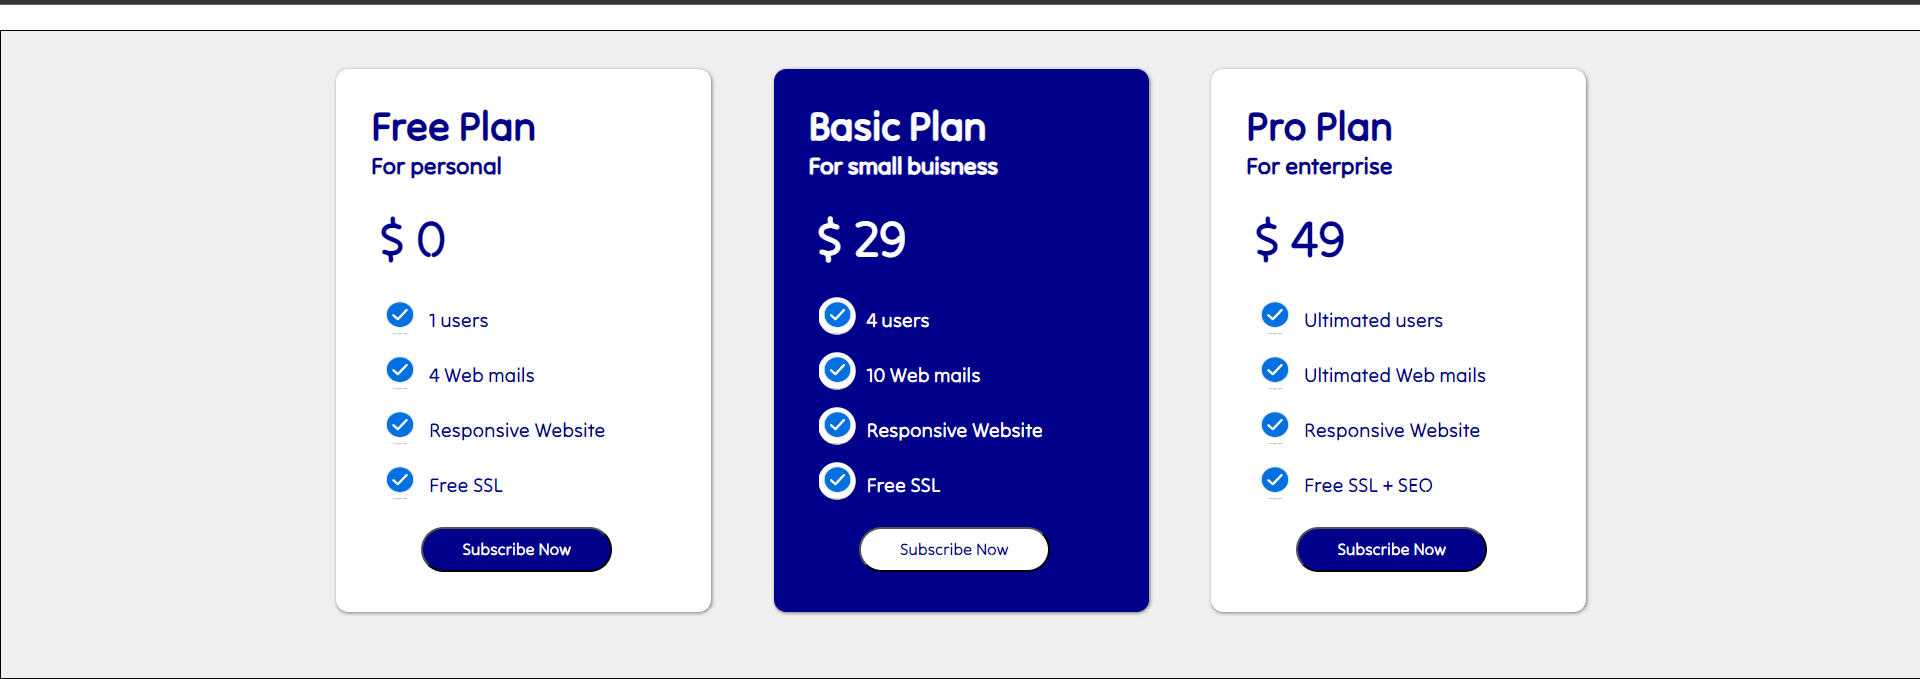 Free Plan
For personal
$ 0
1 users
4 Web mails
Responsive Website
Free SSL
Subscribe Now
Basic Plan
For small buisness
$ 29
4 users
10 Web mails
Responsive Website
Free SSL
Subscribe Now
Pro Plan
For enterprise
$ 49
Ultimated users
Ultimated Web mails
Responsive Website
Free SSL + SEO
Subscribe Now